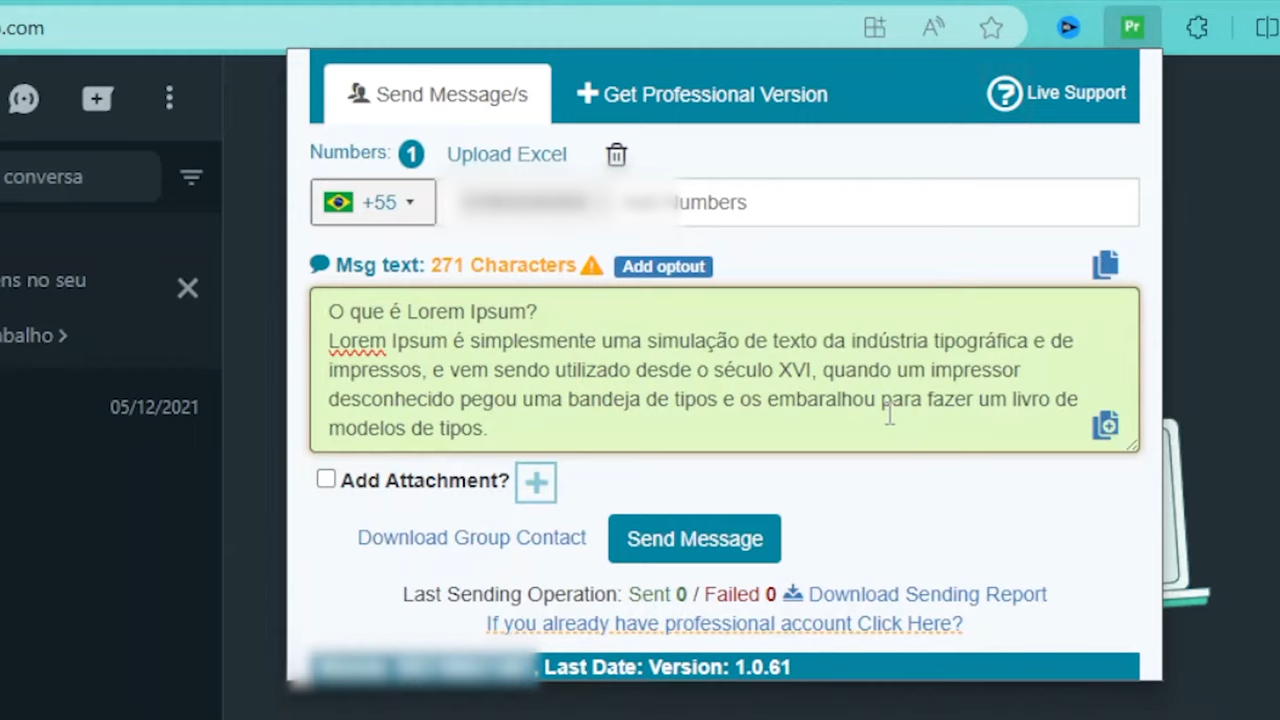 .com
Pr
Send Message/s
Get Professional Version
Live Support
Numbers: 1 Upload Excel
conversa
+55 Numbers
Msg text: 271 Characters Add optout
ens no seu
abalho
05/12/2021
O que é Lorem Ipsum?
Lorem Ipsum é simplesmente uma simulação de texto da indústria tipográfica e de
impressos, e vem sendo utilizado desde o século XVI, quando um impressor
desconhecido pegou uma bandeja de tipos e os embaralhou para fazer um livro de
modelos de tipos.
Add Attachment?
Download Group Contact Send Message
Last Sending Operation: Sent 0 / Failed 0 Download Sending Report
If you already have professional account Click Here?
, Last Date: Version: 1.0.61